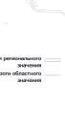 регионального
значения
областного
значения